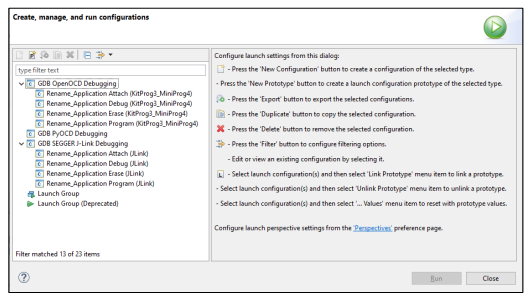 Create, manage, and run configurations
type filter text
GDB OpenOCD Debugging
Rename_Application Attach (KitProg3_MiniProg4)
Rename_Application Debug (KitProg3_MiniProg4)
Rename_Application Erase (KitProg3_MiniProg4)
Rename_Application Program (KitProg3_MiniProg4)
GDB PyOCD Debugging
GDB SEGGER J-Link Debugging
Rename_Application Attach (JLink)
Rename_Application Debug (JLink)
Rename_Application Erase (JLink)
Rename_Application Program (JLink)
Launch Group
Launch Group (Deprecated)
Filter matched 13 of 23 items
Configure launch settings from this dialog:
- Press the 'New Configuration' button to create a configuration of the selected type.
- Press the 'New Prototype' button to create a launch configuration prototype of the selected type.
- Press the 'Export' button to export the selected configurations.
- Press the 'Duplicate' button to copy the selected configuration.
- Press the 'Delete' button to remove the selected configuration.
- Press the 'Filter' button to configure filtering options.
- Edit or view an existing configuration by selecting it.
- Select launch configuration(s) and then select 'Link Prototype' menu item to link a prototype.
- Select launch configuration(s) and then select 'Unlink Prototype' menu item to unlink a prototype.
- Select launch configuration(s) and then select '... Values' menu item to reset with prototype values.
Configure launch perspective settings from the 'Perspectives' preference page.
Run
Close